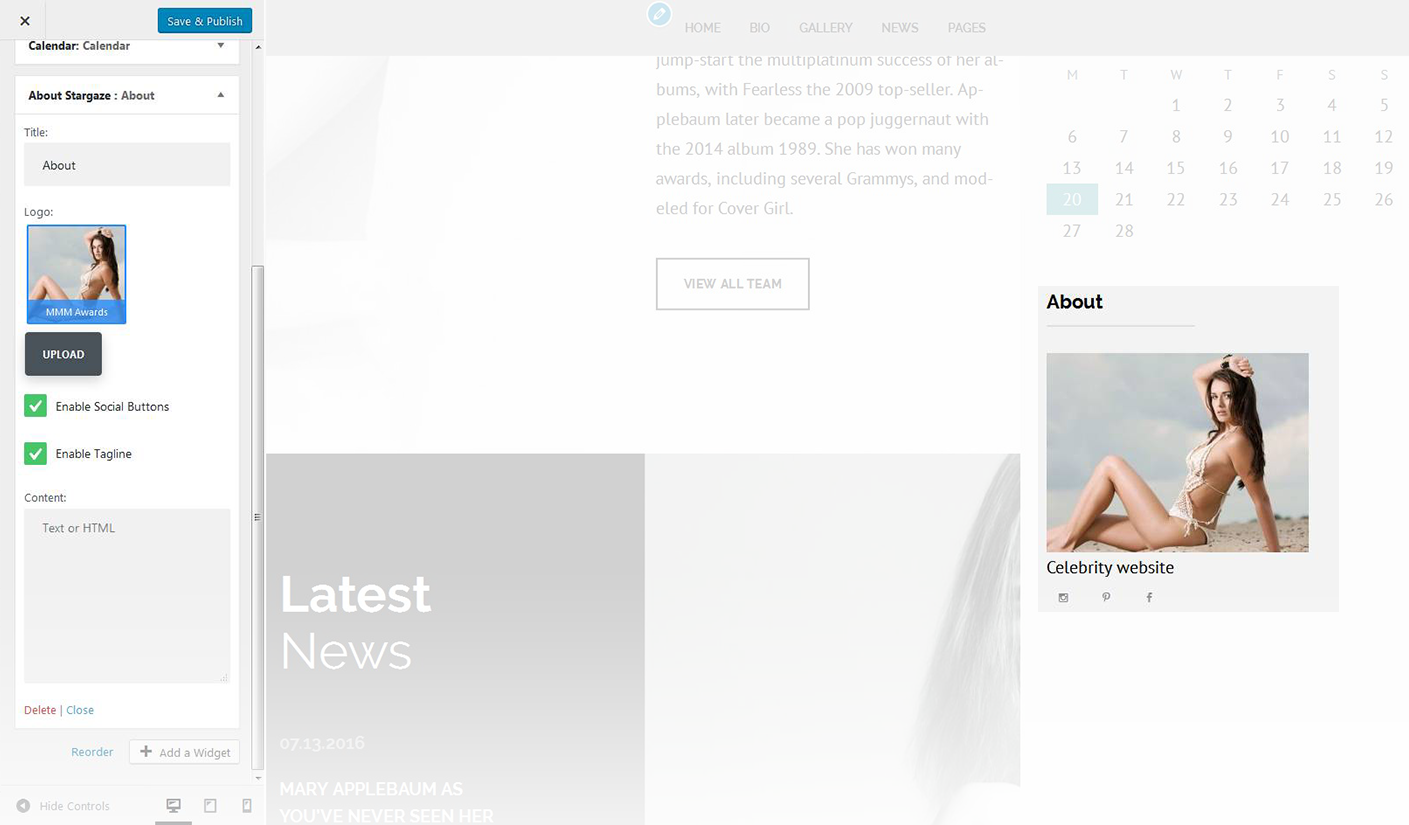 Save & Publish
Calendar: Calendar
About Stargaze : About
Title:
About
Logo:
MMM Awards
UPLOAD
Enable Social Buttons
Enable Tagline
Content:
Text or HTML
Delete | Close
Reorder
Add a Widget
Hide Controls
HOME BIO GALLERY NEWS PAGES
jump-start the multiplatinum success of her al-
bums, with Fearless the 2009 top-seller. Ap-
plebaum later became a pop juggernaut with
the 2014 album 1989. She has won many
awards, including several Grammys, and mod-
eled for Cover Girl.
VIEW ALL TEAM
Latest
News
07.13.2016
MARY APPLEBAUM AS
YOU'VE NEVER SEEN HER
M T W T F S S
1 2 3 4 5
6 7 8 9 10 11 12
13 14 15 16 17 18 19
20 21 22 23 24 25 26
27 28
About
Celebrity website